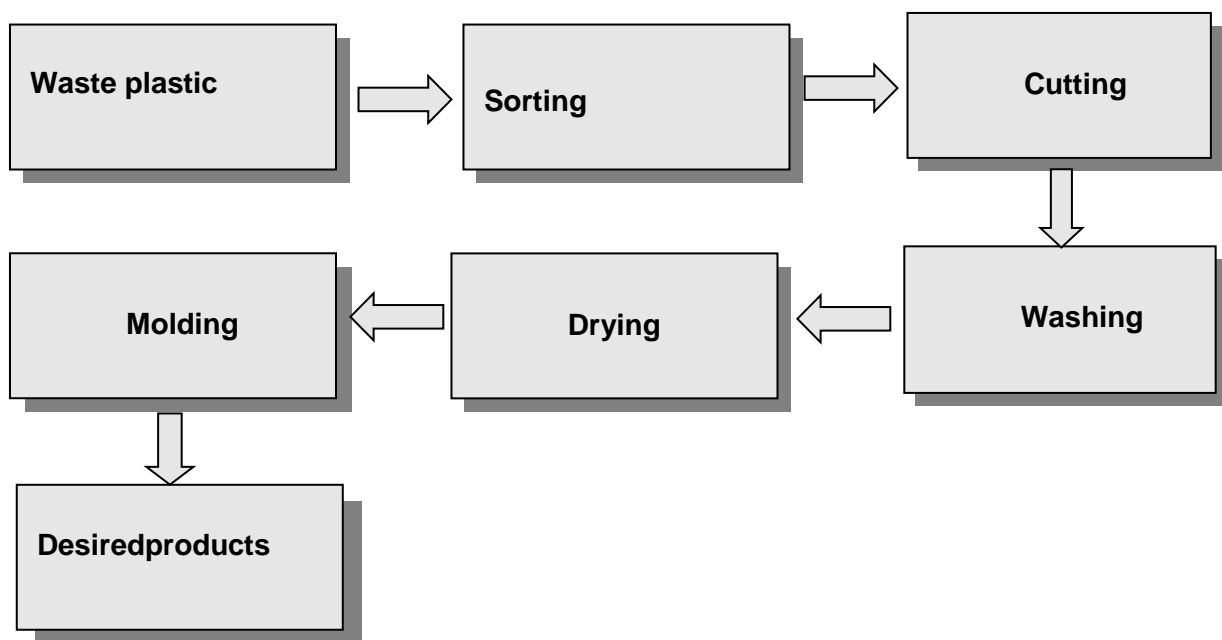 Waste plastic
Sorting
Cutting
Washing
Drying
Molding
Desiredproducts